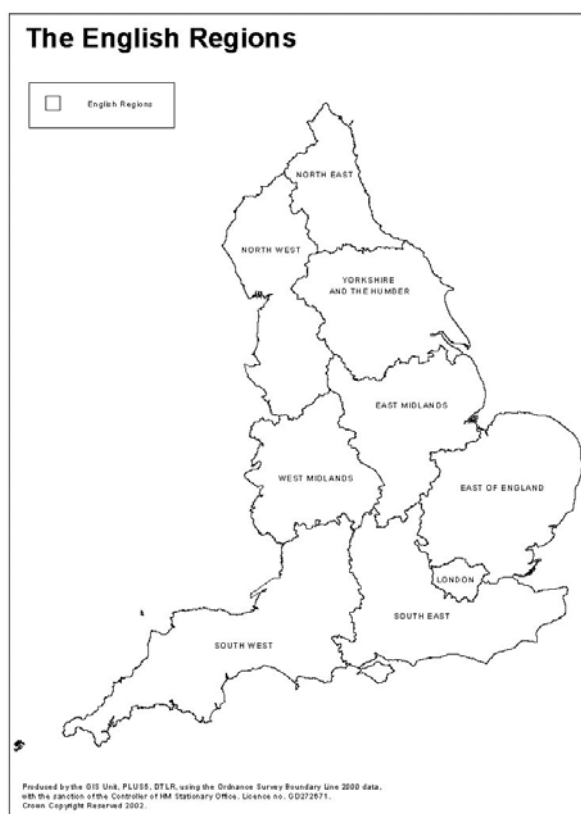 The English Regions
English Regions
NORTH EAST
NORTH WEST
YORKSHIRE
AND THE HUMBER
EAST MIDLANDS
WEST MIDLANDS
EAST OF ENGLAND
LONDON
SOUTH EAST
SOUTH WEST
Produced by the GIS Unit, PLUS5, DTLR, using the Ordnance Survey Boundary Line 2000 data,
with the sanction of the Controller of HM Stationary Office. Licence no. GD272671.
Crown Copyright Reserved 2002.